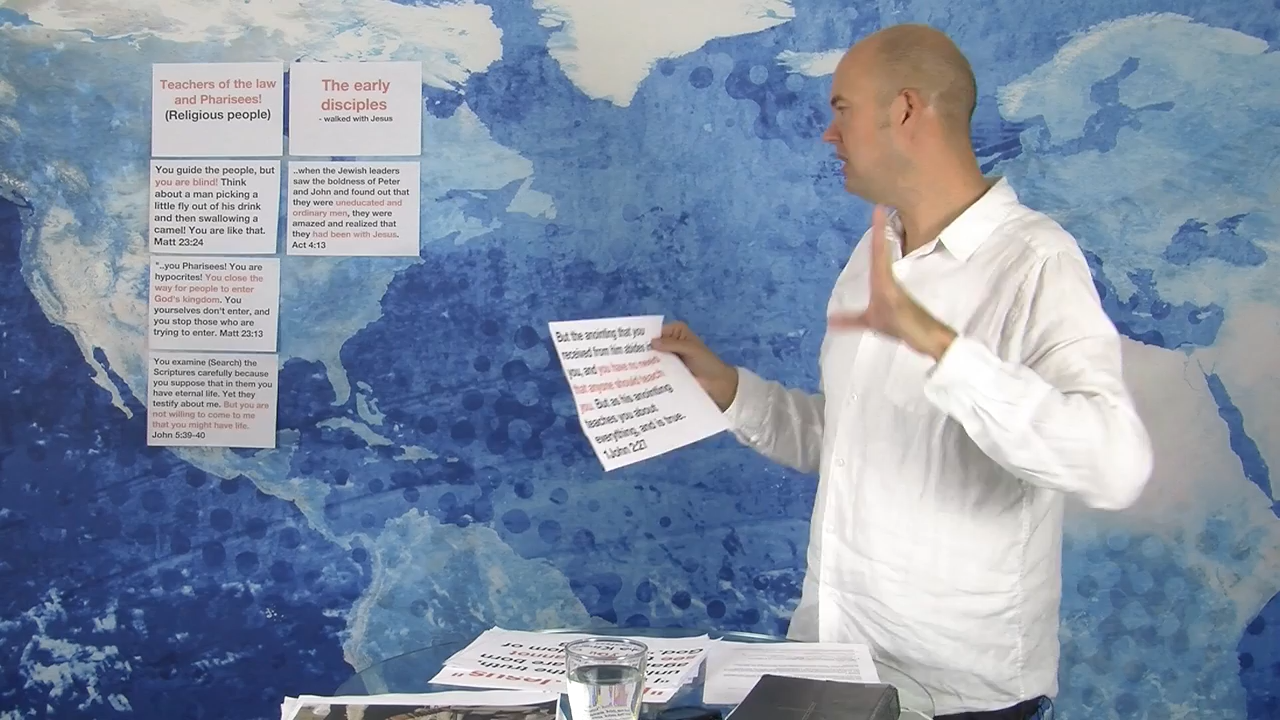 Teachers of the law
and Pharisees!
(Religious people)
The early
disciples
- walked with Jesus
You guide the people, but
you are blind! Think
about a man picking a
little fly out of his drink
and then swallowing a
camel! You are like that.
Matt 23:24
..when the Jewish leaders
saw the boldness of Peter
and John and found out that
they were uneducated and
ordinary men, they were
amazed and realized that
they had been with Jesus.
Act 4:13
"..you Pharisees! You are
hypocrites! You close the
way for people to enter
God's kingdom. You
yourselves don't enter, and
you stop those who are
trying to enter. Matt 23:13
You examine (Search) the
Scriptures carefully because
you suppose that in them you
have eternal life. Yet they
testify about me. But you are
not willing to come to me
that you might have life.
John 5:39-40
But the anointing that you
received from him abides in
you, and you have no need
that anyone should teach
you. But as his anointing
teaches you about
everything, and is true-
1.John 2:27
JESUS
the truth,
are born